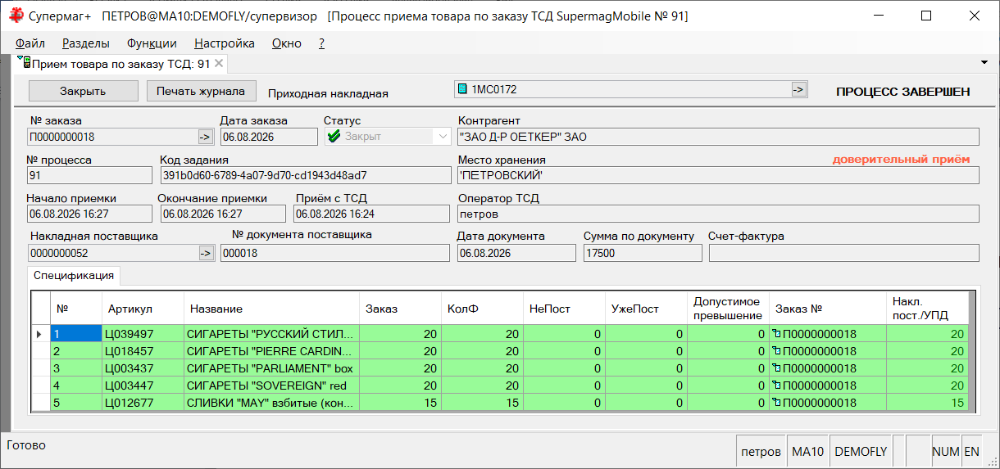 Супермаг+ ПЕТРОВ@MA10:DEMOFLY/супервизор [Процесс приема товара по заказу ТСД SupermagMobile № 91]
Файл Разделы Функции Настройка Окно ?
Прием товара по заказу ТСД: 91
Закрыть Печать журнала Приходная накладная 1МС0172 -> ПРОЦЕСС ЗАВЕРШЕН
№ заказа Дата заказа Статус Контрагент
П0000000018 -> 06.08.2026 Закрыт "ЗАО Д-Р ОЕТКЕР" ЗАО
№ процесса Код задания Место хранения доверительный приём
91 391b0d60-6789-4a07-9d70-cd1943d48ad7 'ПЕТРОВСКИЙ'
Начало приемки Окончание приемки Приём с ТСД Оператор ТСД
06.08.2026 16:27 06.08.2026 16:27 06.08.2026 16:24 петров
Накладная поставщика № документа поставщика Дата документа Сумма по документу Счет-фактура
0000000052 -> 000018 06.08.2026 17500
Спецификация
№ Артикул Название Заказ КолФ НеПост УжеПост Допустимое превышение Заказ № Накл. пост./УПД
1 Ц039497 СИГАРЕТЫ "РУССКИЙ СТИЛ... 20 20 0 0 0 П0000000018 20
2 Ц018457 СИГАРЕТЫ "PIERRE CARDIN... 20 20 0 0 0 П0000000018 20
3 Ц003437 СИГАРЕТЫ "PARLIAMENT" box 20 20 0 0 0 П0000000018 20
4 Ц003447 СИГАРЕТЫ "SOVEREIGN" red 20 20 0 0 0 П0000000018 20
5 Ц012677 СЛИВКИ "MAY" взбитые (кон... 15 15 0 0 0 П0000000018 15
Готово петров MA10 DEMOFLY NUM EN